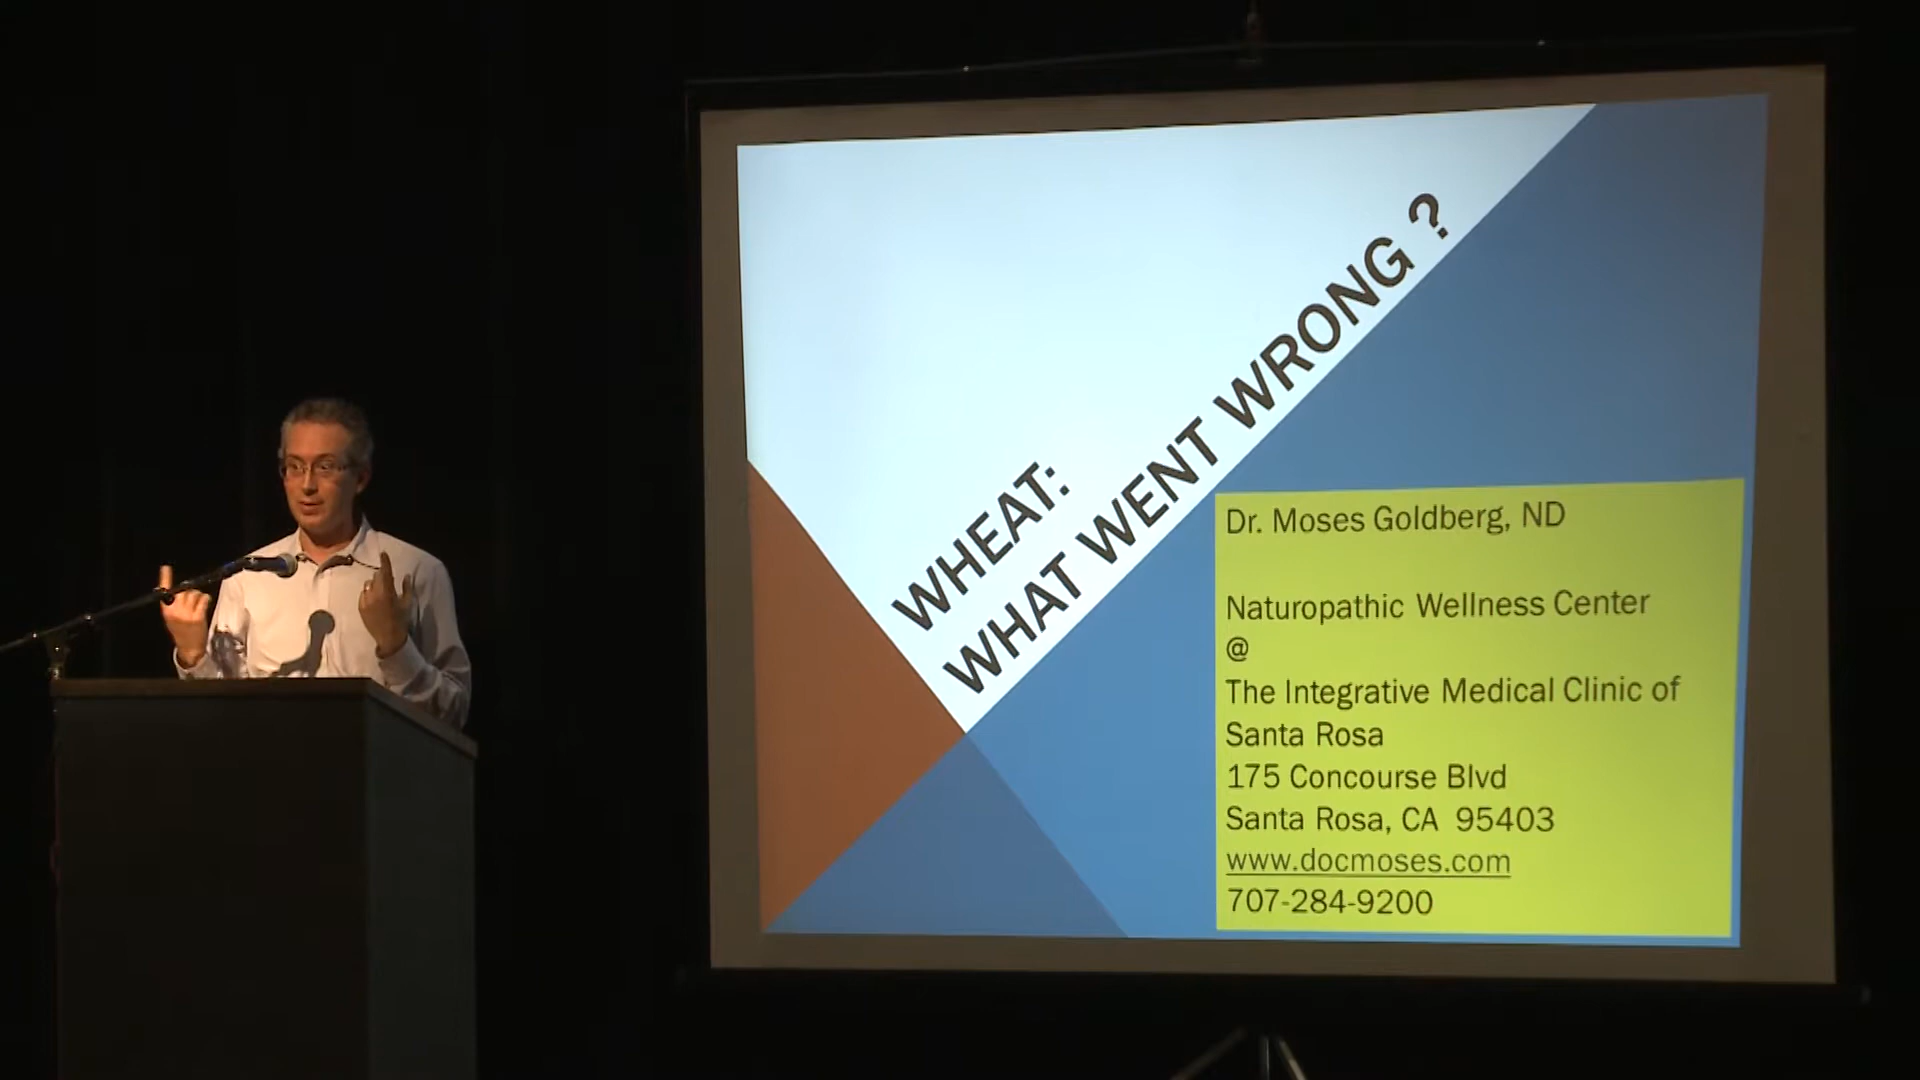 WHEAT:
WHAT WENT WRONG ?
Dr. Moses Goldberg, ND
Naturopathic Wellness Center
@
The Integrative Medical Clinic of
Santa Rosa
175 Concourse Blvd
Santa Rosa, CA 95403
www.docmoses.com
707-284-9200